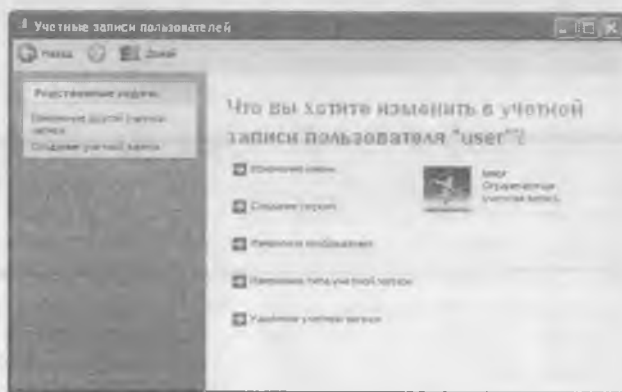 Учетные записи пользователей
Назад Домой
Родственные задачи
Изменение другой учетной
записи
Создание учетной записи
Что вы хотите изменить в учетной
записи пользователя "user"?
Изменение имени
user
Ограниченная
учетная запись
Создание пароля
Изменение изображения
Изменение типа учетной записи
Удаление учетной записи